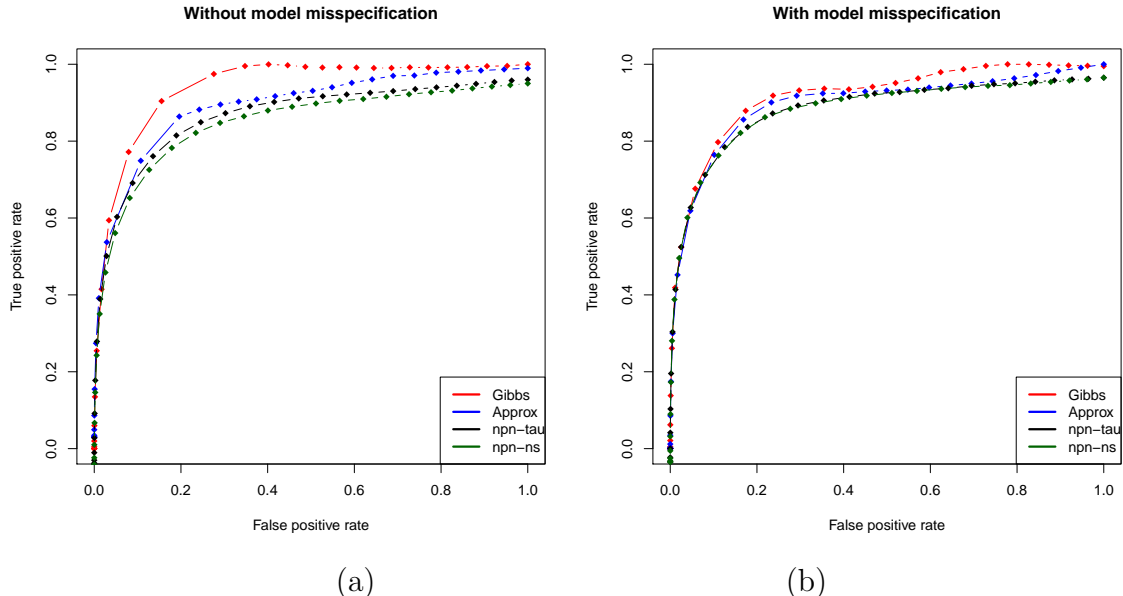 Without model misspecification
True positive rate
1.0
0.8
0.6
0.4
0.2
0.0
Gibbs
Approx
npn−tau
npn−ns
0.0 0.2 0.4 0.6 0.8 1.0
False positive rate
(a)
With model misspecification
True positive rate
1.0
0.8
0.6
0.4
0.2
0.0
Gibbs
Approx
npn−tau
npn−ns
0.0 0.2 0.4 0.6 0.8 1.0
False positive rate
(b)